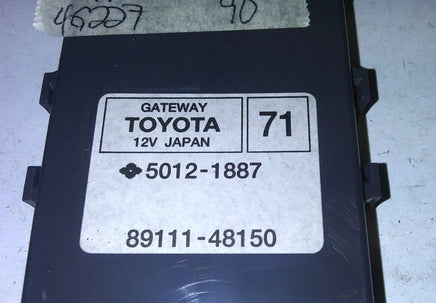 46227 90
GATEWAY
TOYOTA 71
12V JAPAN
5012-1887
89111-48150